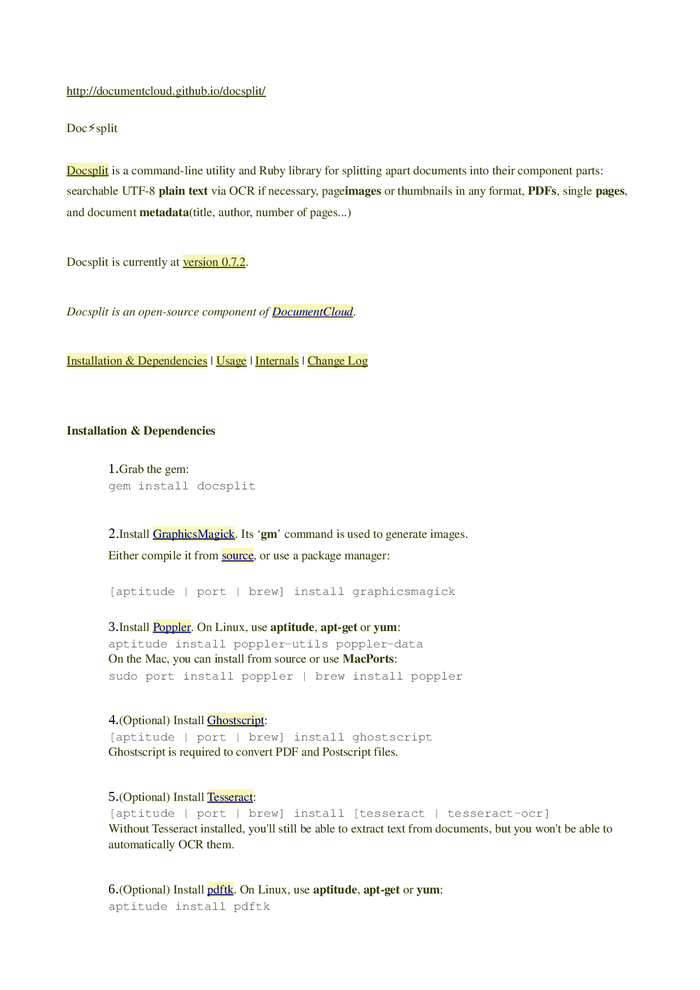 http://documentcloud.github.io/docsplit/
Doc⚡split
Docsplit is a command-line utility and Ruby library for splitting apart documents into their component parts:
searchable UTF-8 plain text via OCR if necessary, pageimages or thumbnails in any format, PDFs, single pages,
and document metadata(title, author, number of pages...)
Docsplit is currently at version 0.7.2.
Docsplit is an open-source component of DocumentCloud.
Installation & Dependencies | Usage | Internals | Change Log
Installation & Dependencies
1.Grab the gem:
gem install docsplit
2.Install GraphicsMagick. Its ‘gm’ command is used to generate images.
Either compile it from source, or use a package manager:
[aptitude | port | brew] install graphicsmagick
3.Install Poppler. On Linux, use aptitude, apt-get or yum:
aptitude install poppler-utils poppler-data
On the Mac, you can install from source or use MacPorts:
sudo port install poppler | brew install poppler
4.(Optional) Install Ghostscript:
[aptitude | port | brew] install ghostscript
Ghostscript is required to convert PDF and Postscript files.
5.(Optional) Install Tesseract:
[aptitude | port | brew] install [tesseract | tesseract-ocr]
Without Tesseract installed, you'll still be able to extract text from documents, but you won't be able to
automatically OCR them.
6.(Optional) Install pdftk. On Linux, use aptitude, apt-get or yum:
aptitude install pdftk